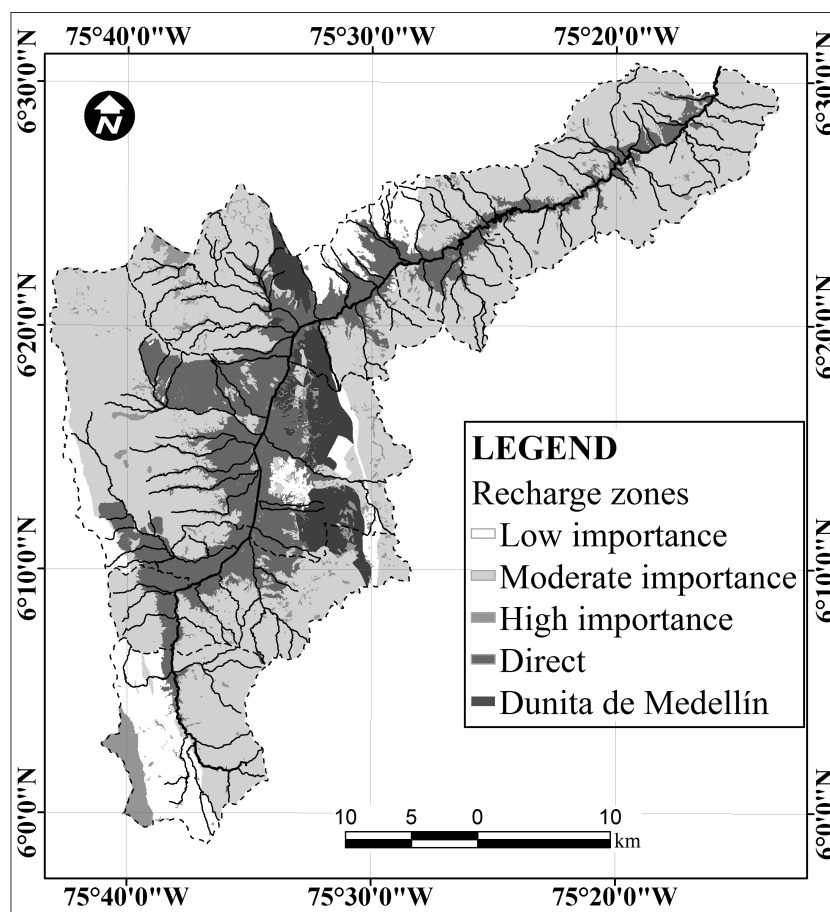 75°40'0"W 75°30'0"W 75°20'0"W
6°30'0"N
6°30'0"N
N
6°20'0"N
6°20'0"N
LEGEND
Recharge zones
Low importance
Moderate importance
High importance
Direct
Dunita de Medellín
6°10'0"N
6°10'0"N
6°0'0"N
6°0'0"N
10 5 0 10
km
75°40'0"W 75°30'0"W 75°20'0"W